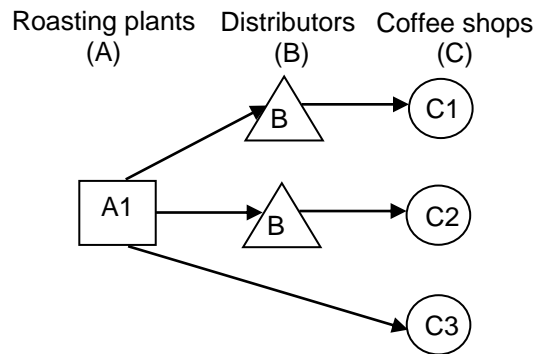 Roasting plants Distributors Coffee shops
(A) (B) (C)
B C1
A1 B C2
C3